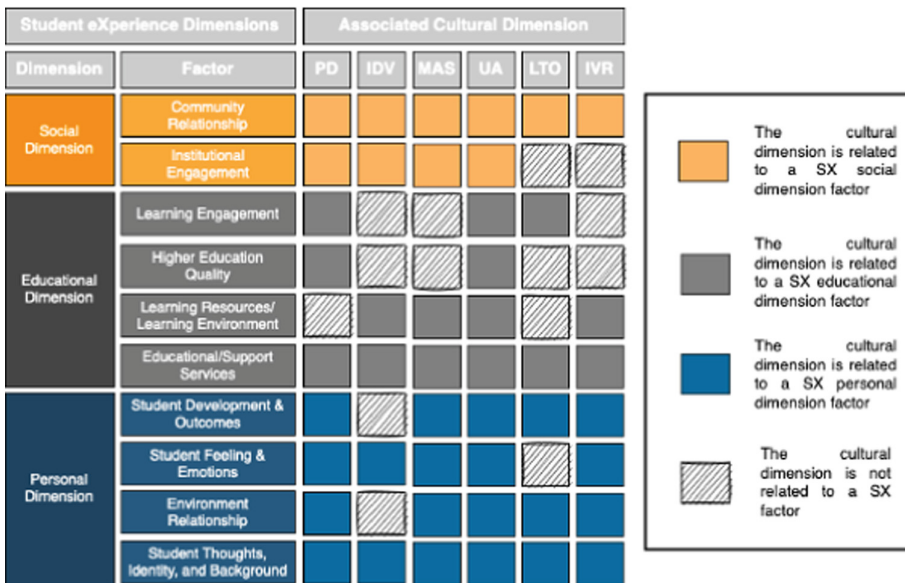 Student eXperience Dimensions
Associated Cultural Dimension
Dimension
Factor
PD
IDV
MAS
UA
LTO
IVR
Social
Dimension
Community
Relationship
Institutional
Engagement
Educational
Dimension
Learning Engagement
Higher Education
Quality
Learning Resources/
Learning Environment
Educational/Support
Services
Personal
Dimension
Student Development &
Outcomes
Student Feeling &
Emotions
Environment
Relationship
Student Thoughts,
Identity, and Background
The cultural
dimension is related
to a SX social
dimension factor
The cultural
dimension is related
to a SX educational
dimension factor
The cultural
dimension is related
to a SX personal
dimension factor
The cultural
dimension is not
related to a SX
factor